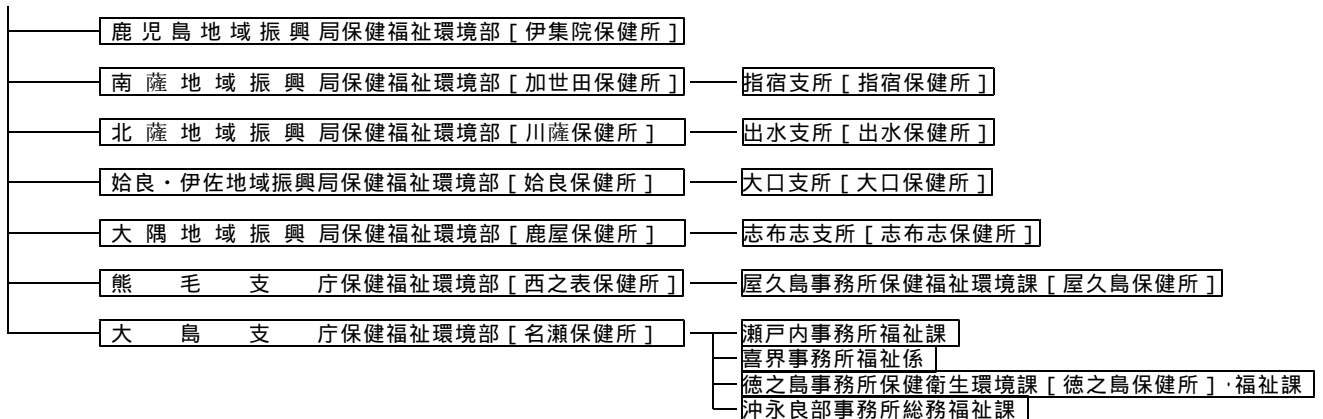 鹿児島地域振興局保健福祉環境部[伊集院保健所]
南薩地域振興局保健福祉環境部[加世田保健所] 指宿支所[指宿保健所]
北薩地域振興局保健福祉環境部[川薩保健所] 出水支所[出水保健所]
姶良・伊佐地域振興局保健福祉環境部[姶良保健所] 大口支所[大口保健所]
大隅地域振興局保健福祉環境部[鹿屋保健所] 志布志支所[志布志保健所]
熊毛支庁保健福祉環境部[西之表保健所] 屋久島事務所保健福祉環境課[屋久島保健所]
大島支庁保健福祉環境部[名瀬保健所] 瀬戸内事務所福祉課
喜界事務所福祉係
徳之島事務所保健衛生環境課[徳之島保健所]･福祉課
沖永良部事務所総務福祉課